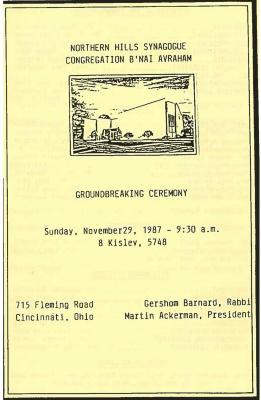 NORTHERN HILLS SYNAGOGUE
CONGREGATION B'NAI AVRAHAM
GROUNDBREAKING CEREMONY
Sunday, November29, 1987 - 9:30 a.m.
8 Kislev, 5748
715 Fleming Road
Cincinnati, Ohio
Gershom Barnard, Rabbi
Martin Ackerman, President